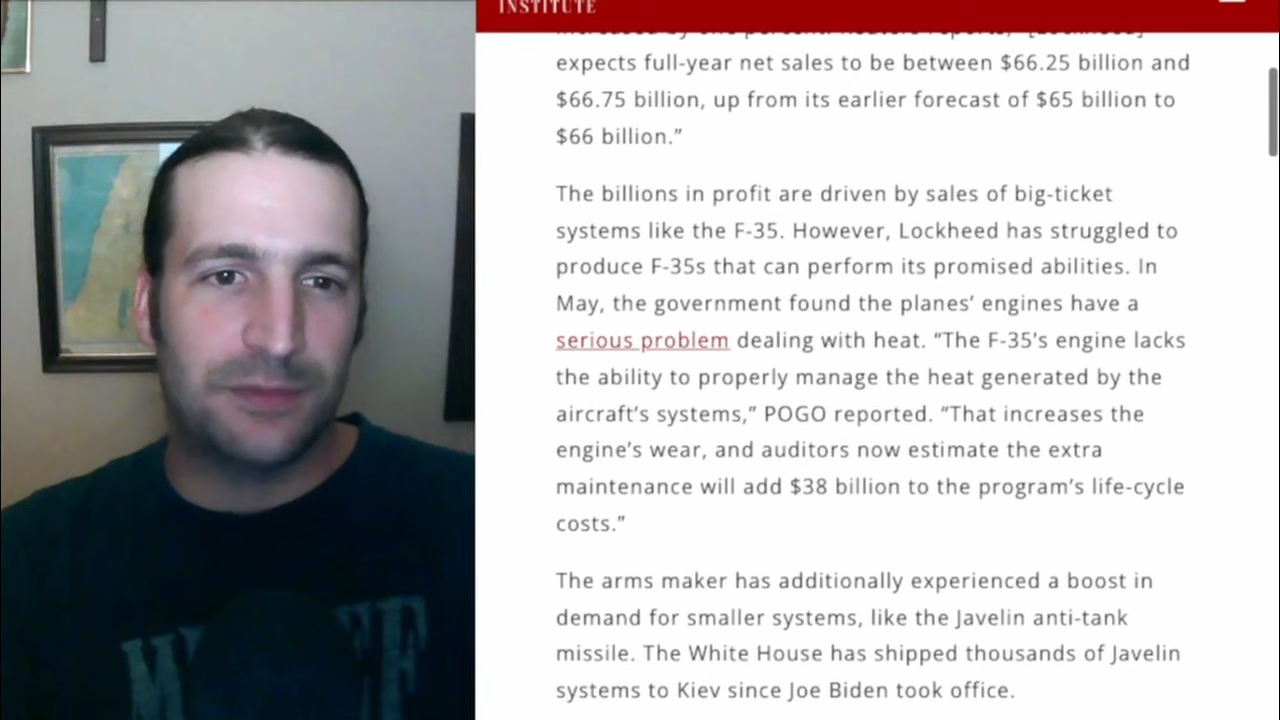 INSTITUTE
expects full-year net sales to be between $66.25 billion and
$66.75 billion, up from its earlier forecast of $65 billion to
$66 billion.”
The billions in profit are driven by sales of big-ticket
systems like the F-35. However, Lockheed has struggled to
produce F-35s that can perform its promised abilities. In
May, the government found the planes’ engines have a
serious problem dealing with heat. “The F-35’s engine lacks
the ability to properly manage the heat generated by the
aircraft’s systems,” POGO reported. “That increases the
engine’s wear, and auditors now estimate the extra
maintenance will add $38 billion to the program’s life-cycle
costs.”
The arms maker has additionally experienced a boost in
demand for smaller systems, like the Javelin anti-tank
missile. The White House has shipped thousands of Javelin
systems to Kiev since Joe Biden took office.